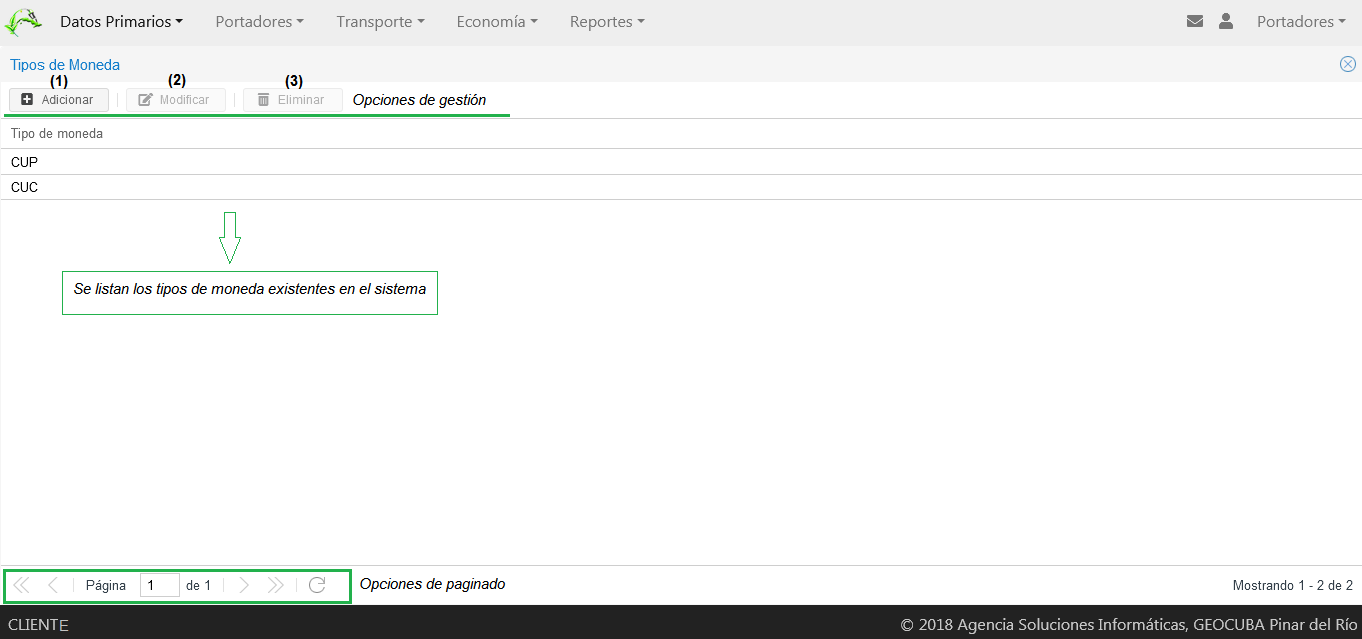 Datos Primarios Portadores Transporte Economía Reportes Portadores
Tipos de Moneda
(1) (2) (3)
Adicionar Modificar Eliminar Opciones de gestión
Tipo de moneda
CUP
CUC
Se listan los tipos de moneda existentes en el sistema
Página 1 de 1 Opciones de paginado Mostrando 1 - 2 de 2
CLIENTE © 2018 Agencia Soluciones Informáticas, GEOCUBA Pinar del Río